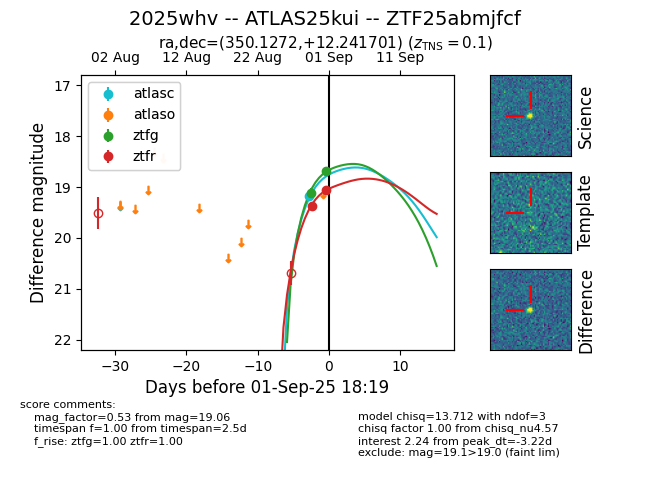 2025whv -- ATLAS25kui -- ZTF25abmjfcf
ra,dec=(350.1272,+12.241701) (z_TNS = 0.1)
02 Aug 12 Aug 22 Aug 01 Sep 11 Sep
17
18
19
20
21
22
Difference magnitude
atlasc
atlaso
ztfg
ztfr
−30 −20 −10 0 10
Days before 01-Sep-25 18:19
Science
Template
Difference
score comments:
mag_factor=0.53 from mag=19.06
timespan f=1.00 from timespan=2.5d
f_rise: ztfg=1.00 ztfr=1.00
model chisq=13.712 with ndof=3
chisq factor 1.00 from chisq_nu4.57
interest 2.24 from peak_dt=-3.22d
exclude: mag=19.1>19.0 (faint lim)